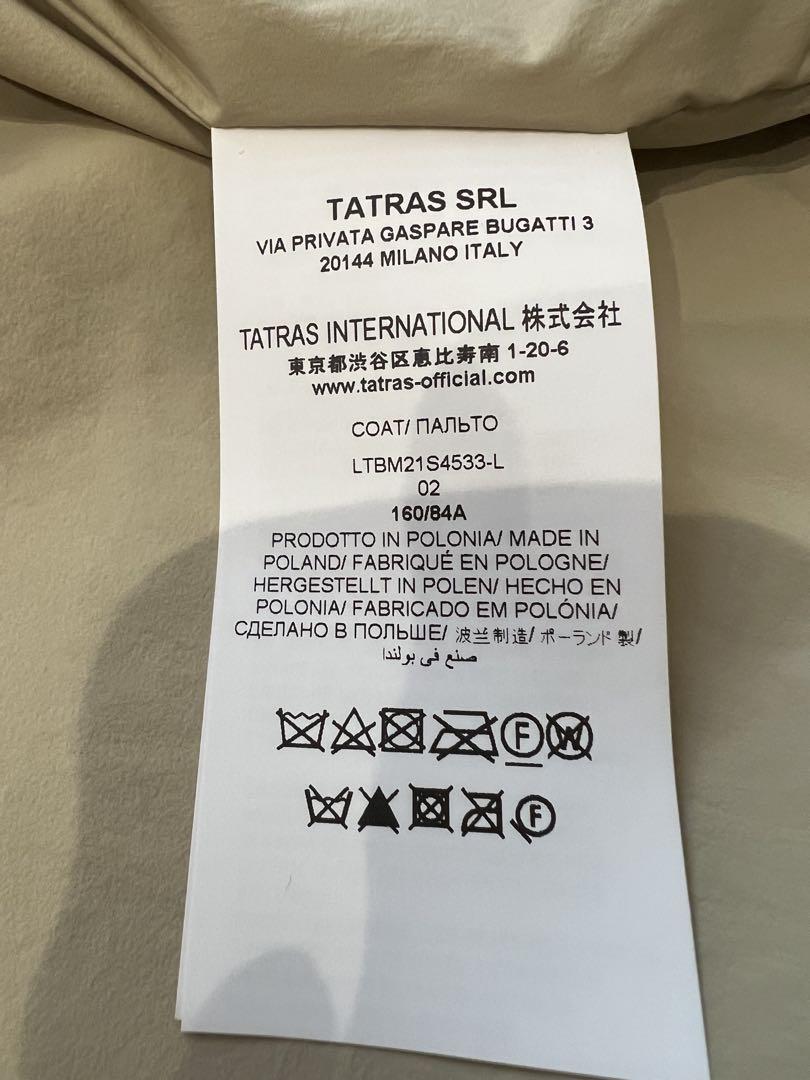 TATRAS SRL
VIA PRIVATA GASPARE BUGATTI 3
20144 MILANO ITALY
TATRAS INTERNATIONAL 株式会社
東京都渋谷区恵比寿南 1-20-6
www.tatras-official.com
COAT/ ПАЛЬТО
LTBM21S4533-L
02
160/84A
PRODOTTO IN POLONIA/ MADE IN
POLAND/ FABRIQUÉ EN POLOGNE/
HERGESTELLT IN POLEN/ HECHO EN
POLONIA/ FABRICADO EM POLÓNIA/
СДЕЛАНО В ПОЛЬШЕ/ 波兰制造/ ポーランド 製/
صنع في بولندا
F W
F